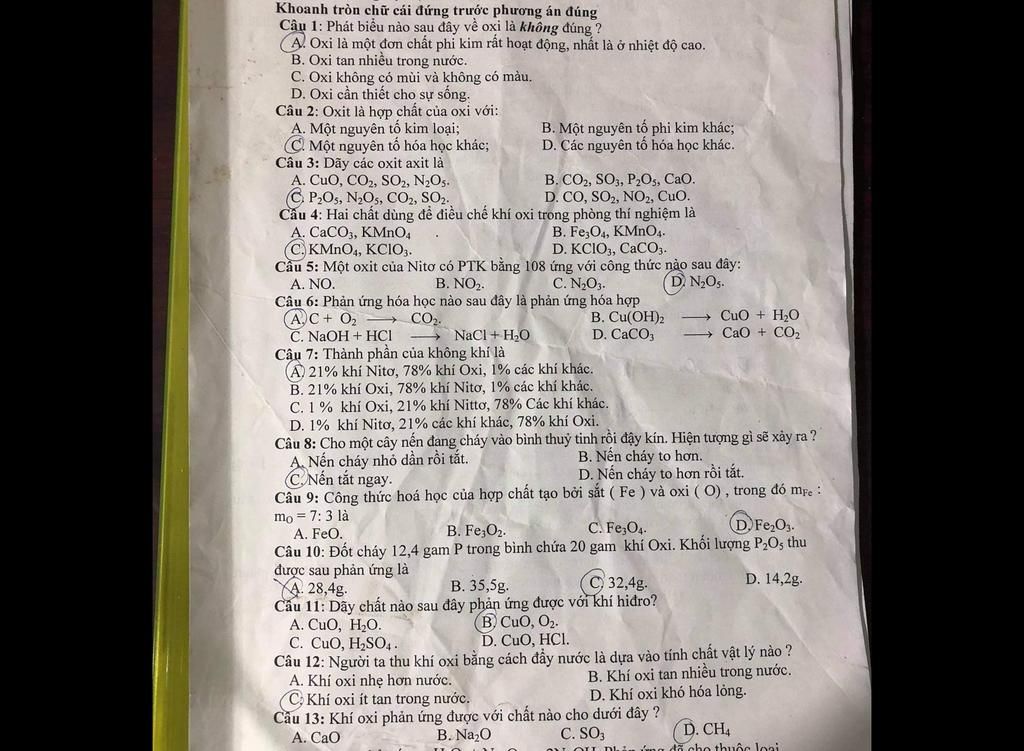 Khoanh tròn chữ cái đứng trước phương án đúng
Câu 1: Phát biểu nào sau đây về oxi là không đúng ?
A. Oxi là một đơn chất phi kim rất hoạt động, nhất là ở nhiệt độ cao.
B. Oxi tan nhiều trong nước.
C. Oxi không có mùi và không có màu.
D. Oxi cần thiết cho sự sống.
Câu 2: Oxit là hợp chất của oxi với:
A. Một nguyên tố kim loại; B. Một nguyên tố phi kim khác;
C. Một nguyên tố hóa học khác; D. Các nguyên tố hóa học khác.
Câu 3: Dãy các oxit axit là
A. CuO, CO₂, SO₂, N₂O₅. B. CO₂, SO₃, P₂O₅, CaO.
C. P₂O₅, N₂O₅, CO₂, SO₂. D. CO, SO₂, NO₂, CuO.
Câu 4: Hai chất dùng để điều chế khí oxi trong phòng thí nghiệm là
A. CaCO₃, KMnO₄ B. Fe₃O₄, KMnO₄.
C. KMnO₄, KClO₃. D. KClO₃, CaCO₃.
Câu 5: Một oxit của Nitơ có PTK bằng 108 ứng với công thức nào sau đây:
A. NO. B. NO₂. C. N₂O₃. D. N₂O₅.
Câu 6: Phản ứng hóa học nào sau đây là phản ứng hóa hợp
A. C + O₂ → CO₂. B. Cu(OH)₂ → CuO + H₂O
C. NaOH + HCl → NaCl + H₂O D. CaCO₃ → CaO + CO₂
Câu 7: Thành phần của không khí là
A. 21% khí Nitơ, 78% khí Oxi, 1% các khí khác.
B. 21% khí Oxi, 78% khí Nitơ, 1% các khí khác.
C. 1 % khí Oxi, 21% khí Nittơ, 78% Các khí khác.
D. 1% khí Nitơ, 21% các khí khác, 78% khí Oxi.
Câu 8: Cho một cây nến đang cháy vào bình thuỷ tinh rồi đậy kín. Hiện tượng gì sẽ xảy ra ?
A. Nến cháy nhỏ dần rồi tắt. B. Nến cháy to hơn.
C. Nến tắt ngay. D. Nến cháy to hơn rồi tắt.
Câu 9: Công thức hoá học của hợp chất tạo bởi sắt ( Fe ) và oxi ( O) , trong đó mFe :
mO = 7: 3 là
A. FeO. B. Fe₃O₂. C. Fe₃O₄. D. Fe₂O₃.
Câu 10: Đốt cháy 12,4 gam P trong bình chứa 20 gam khí Oxi. Khối lượng P₂O₅ thu
được sau phản ứng là
A. 28,4g. B. 35,5g. C. 32,4g. D. 14,2g.
Câu 11: Dãy chất nào sau đây phản ứng được với khí hiđro?
A. CuO, H₂O. B. CuO, O₂.
C. CuO, H₂SO₄. D. CuO, HCl.
Câu 12: Người ta thu khí oxi bằng cách đẩy nước là dựa vào tính chất vật lý nào ?
A. Khí oxi nhẹ hơn nước. B. Khí oxi tan nhiều trong nước.
C. Khí oxi ít tan trong nước. D. Khí oxi khó hóa lỏng.
Câu 13: Khí oxi phản ứng được với chất nào cho dưới đây ?
A. CaO B. Na₂O C. SO₃ D. CH₄